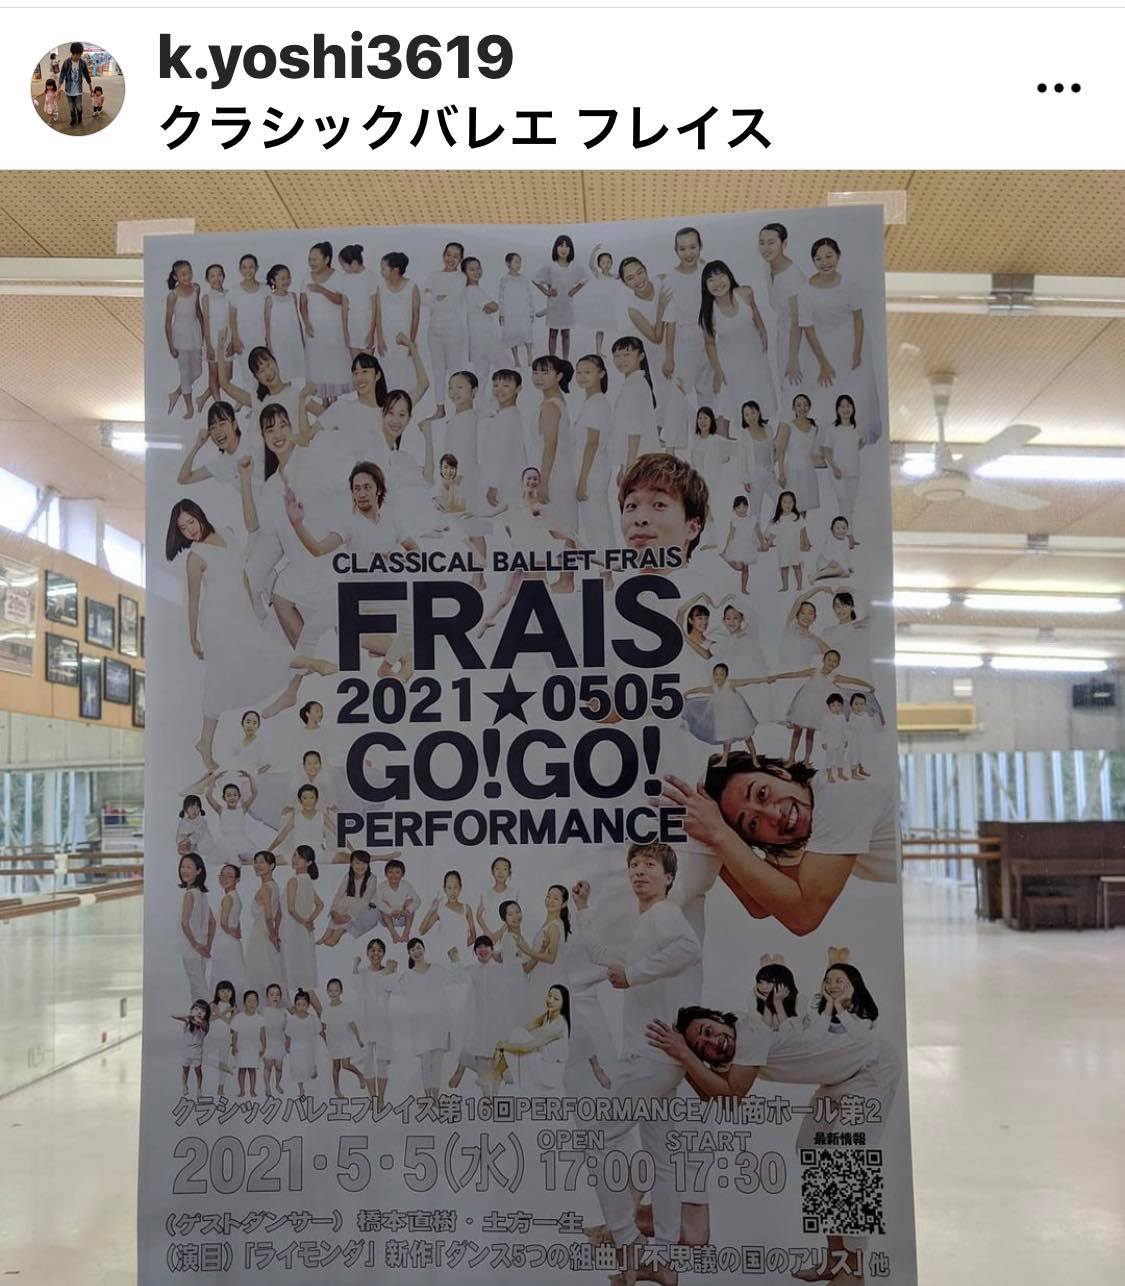 k.yoshi3619
クラシックバレエ フレイス
CLASSICAL BALLET FRAIS
FRAIS
2021★0505
GO!GO!
PERFORMANCE
クラシックバレエフレイス第16回PERFORMANCE/川商ホール第2
OPEN START 最新情報
2021・5・5(水) 17:00 17:30
(ゲストダンサー) 橋本直樹・土方一生
(演目)「ライモンダ」新作「ダンス5つの組曲」「不思議の国のアリス」他